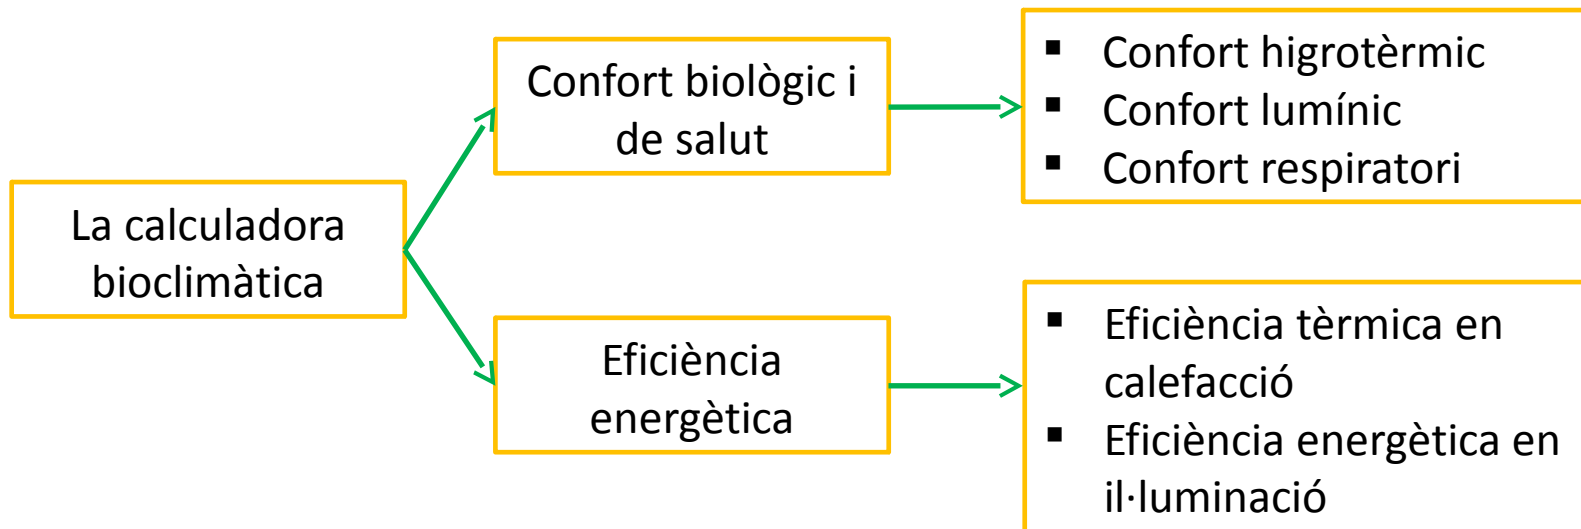 La calculadora
bioclimàtica
Confort biològic i
de salut
▪ Confort higrotèrmic
▪ Confort lumínic
▪ Confort respiratori
Eficiència
energètica
▪ Eficiència tèrmica en
calefacció
▪ Eficiència energètica en
il·luminació